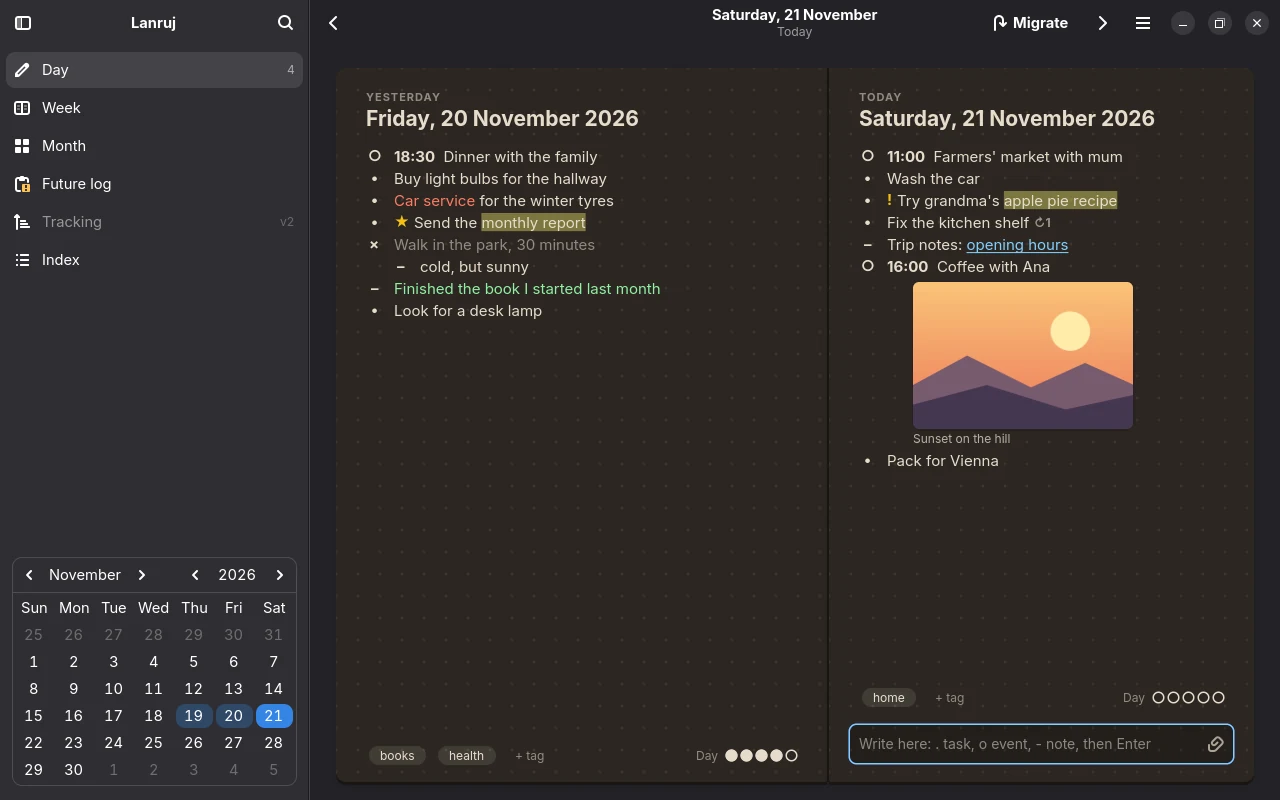 Lanruj
Saturday, 21 November
Today
Migrate
Day 4
Week
Month
Future log
Tracking v2
Index
November 2026
Sun Mon Tue Wed Thu Fri Sat
25 26 27 28 29 30 31
1 2 3 4 5 6 7
8 9 10 11 12 13 14
15 16 17 18 19 20 21
22 23 24 25 26 27 28
29 30 1 2 3 4 5
YESTERDAY
Friday, 20 November 2026
18:30 Dinner with the family
• Buy light bulbs for the hallway
• Car service for the winter tyres
• ★ Send the monthly report
× Walk in the park, 30 minutes
– cold, but sunny
– Finished the book I started last month
• Look for a desk lamp
books health + tag Day
TODAY
Saturday, 21 November 2026
11:00 Farmers' market with mum
• Wash the car
• ! Try grandma's apple pie recipe
• Fix the kitchen shelf ↻1
– Trip notes: opening hours
16:00 Coffee with Ana
Sunset on the hill
• Pack for Vienna
home + tag Day
Write here: . task, o event, - note, then Enter